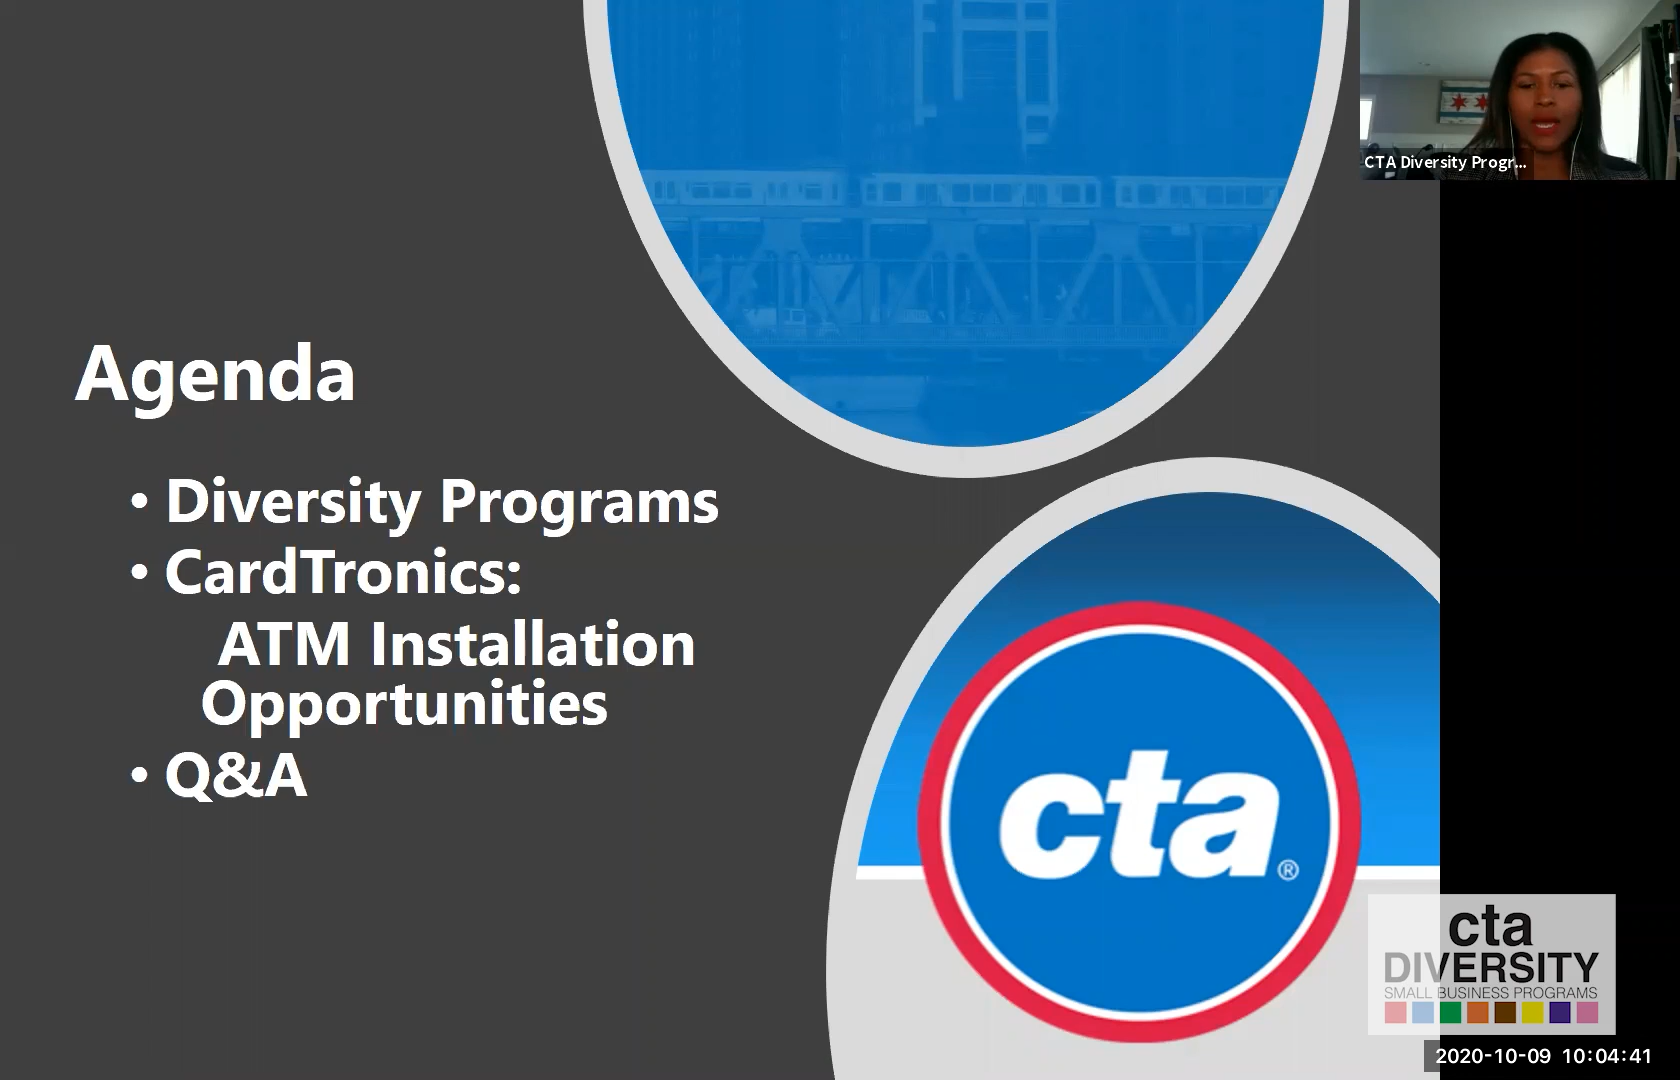 CTA Diversity Progr...
Agenda
• Diversity Programs
• CardTronics:
ATM Installation
Opportunities
• Q&A
cta®
cta
DIVERSITY
SMALL BUSINESS PROGRAMS
2020-10-09 10:04:41